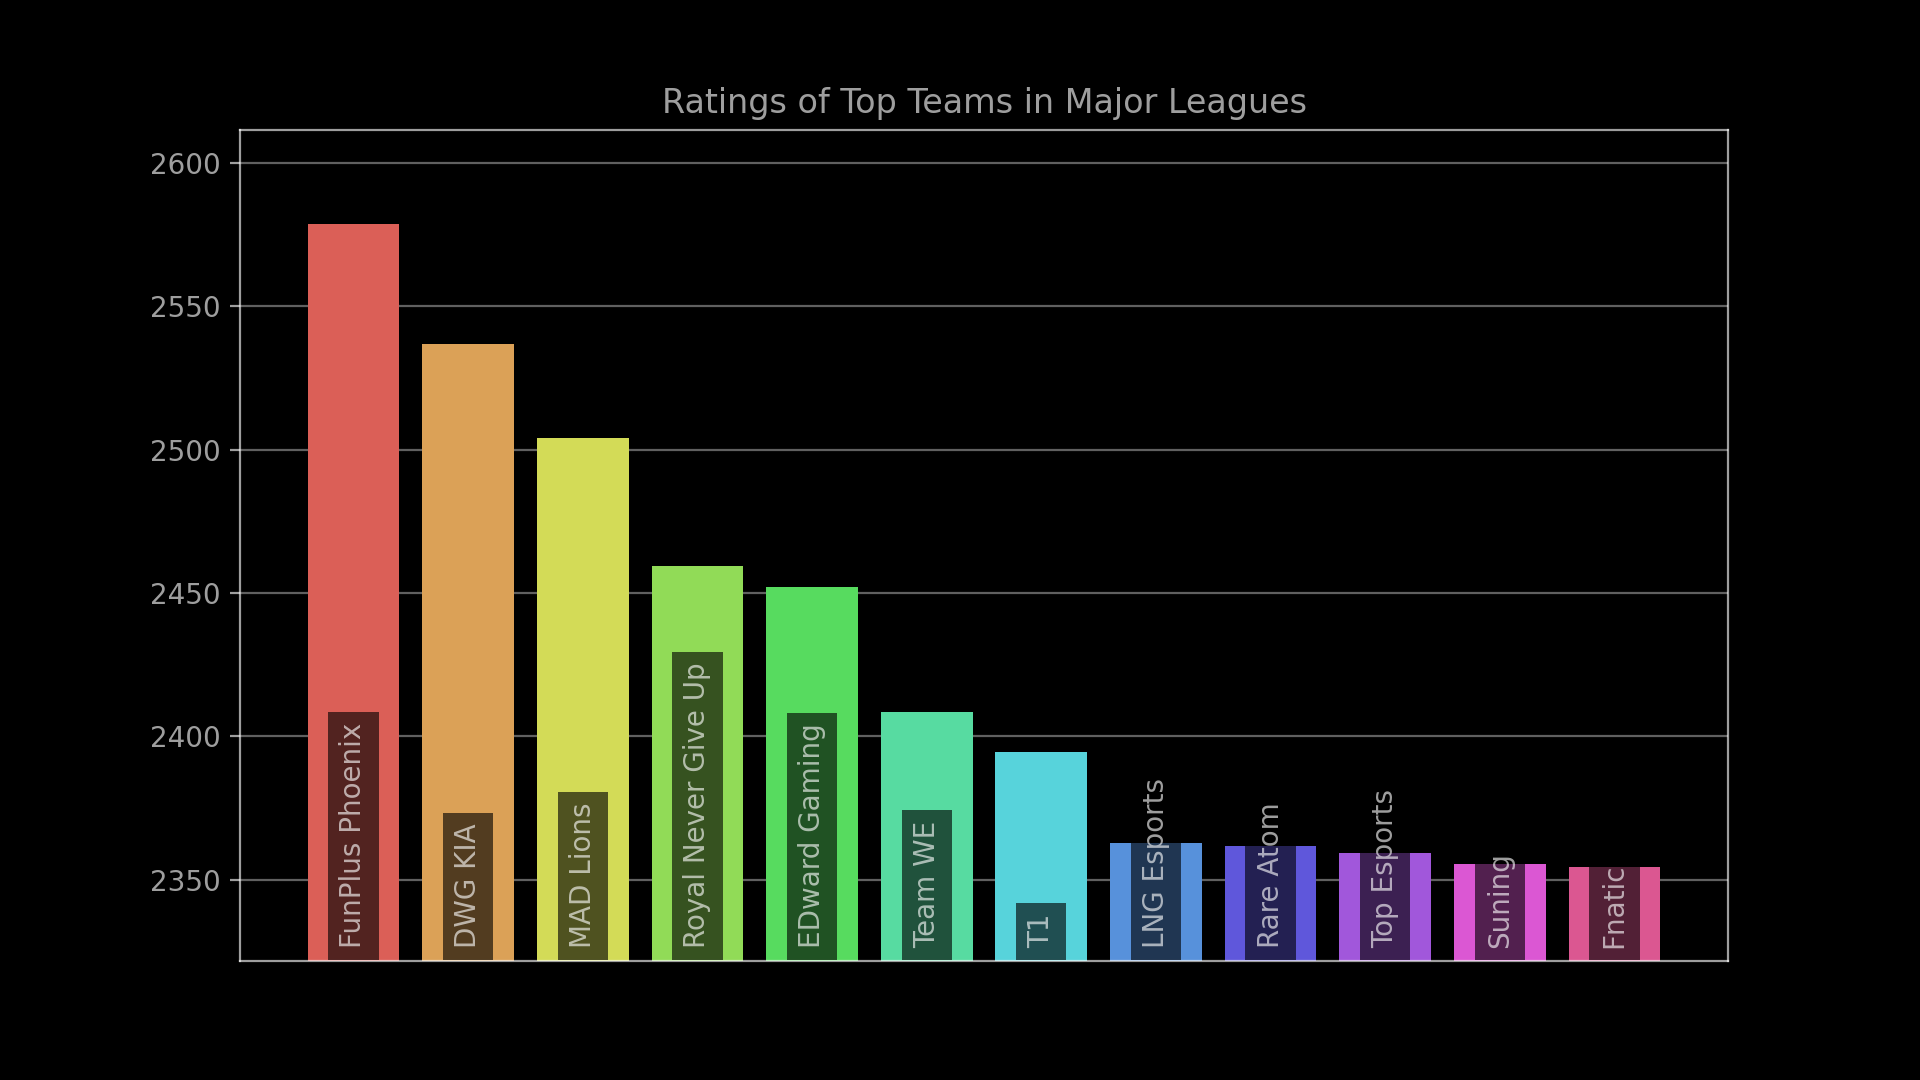 Ratings of Top Teams in Major Leagues
2600
2550
2500
2450
2400
2350
FunPlus Phoenix
DWG KIA
MAD Lions
Royal Never Give Up
EDward Gaming
Team WE
T1
LNG Esports
Rare Atom
Top Esports
Suning
Fnatic